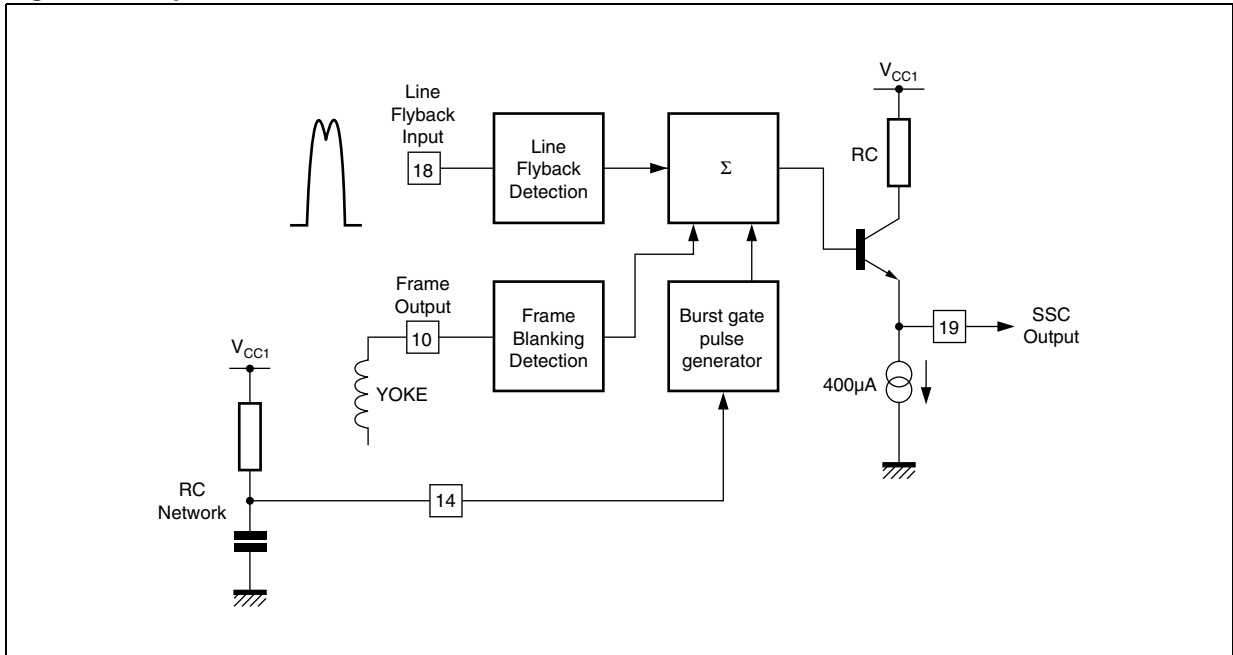 Line
Flyback
Input
18
Line
Flyback
Detection
Σ
V_CC1
RC
Frame
Output
10
Frame
Blanking
Detection
Burst gate
pulse
generator
19
SSC
Output
400µA
V_CC1
YOKE
RC
Network
14